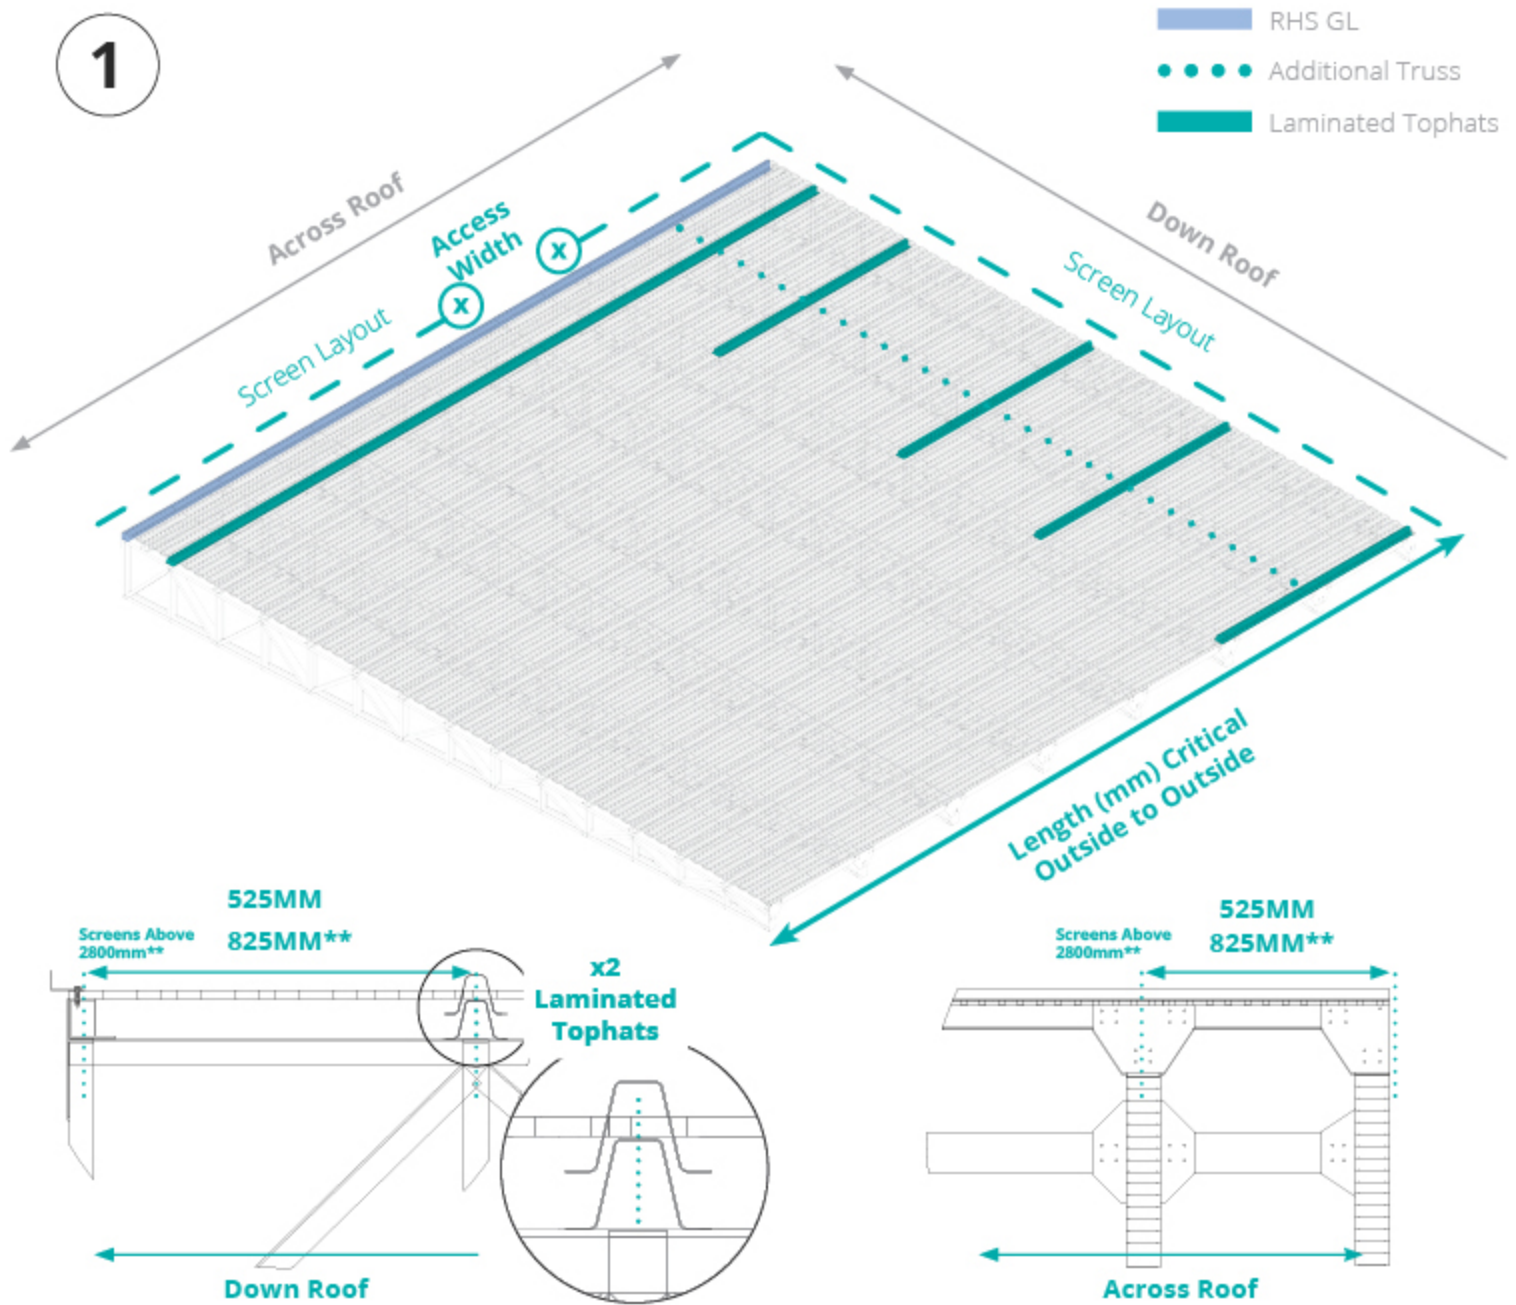 1
RHS GL
Additional Truss
Laminated Tophats
Across Roof
Access
Width
x
x
Screen Layout
Down Roof
Screen Layout
Length (mm) Critical
Outside to Outside
525MM
825MM**
Screens Above
2800mm**
x2
Laminated
Tophats
Down Roof
525MM
825MM**
Screens Above
2800mm**
Across Roof